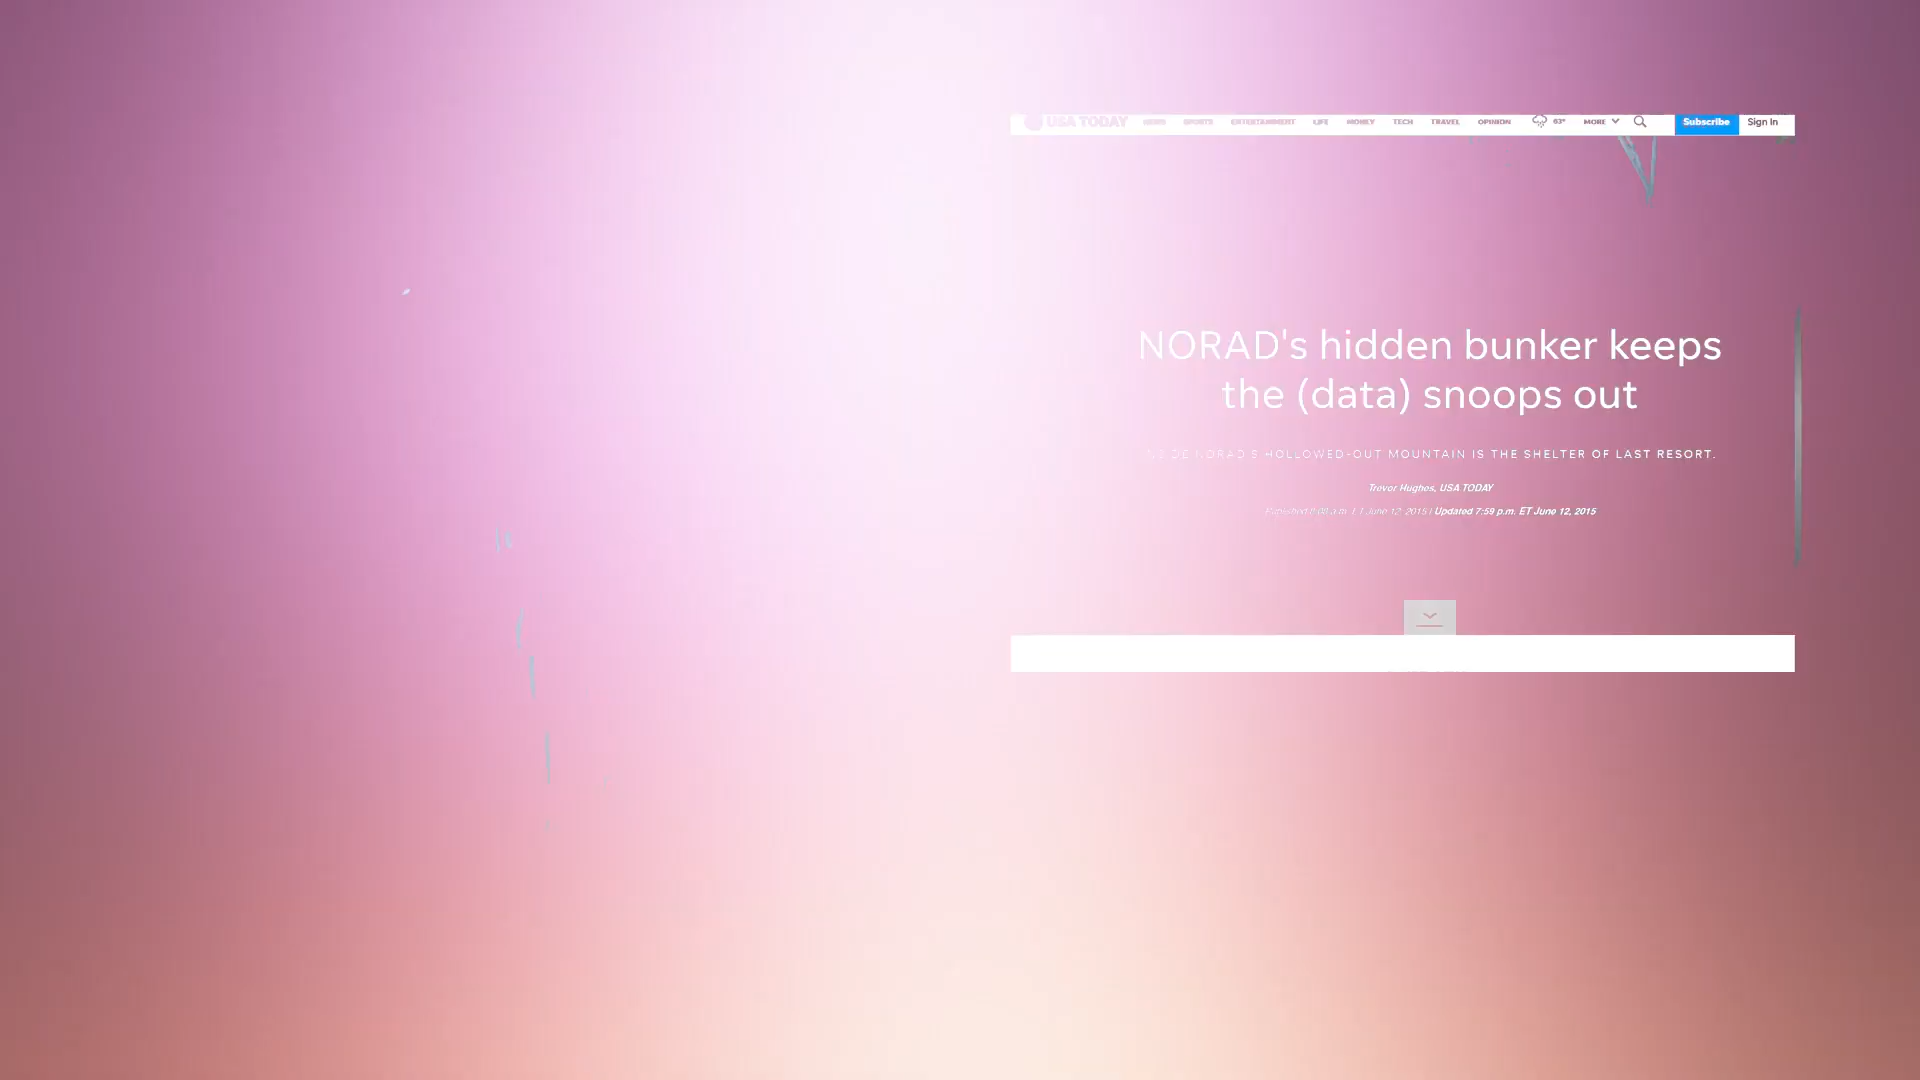 USA TODAY NEWS SPORTS ENTERTAINMENT LIFE MONEY TECH TRAVEL OPINION 63° MORE Subscribe Sign In
NORAD's hidden bunker keeps
the (data) snoops out
NORAD'S HOLLOWED-OUT MOUNTAIN IS THE SHELTER OF LAST RESORT.
Trevor Hughes, USA TODAY
June 12, 2015 | Updated 7:59 p.m. ET June 12, 2015